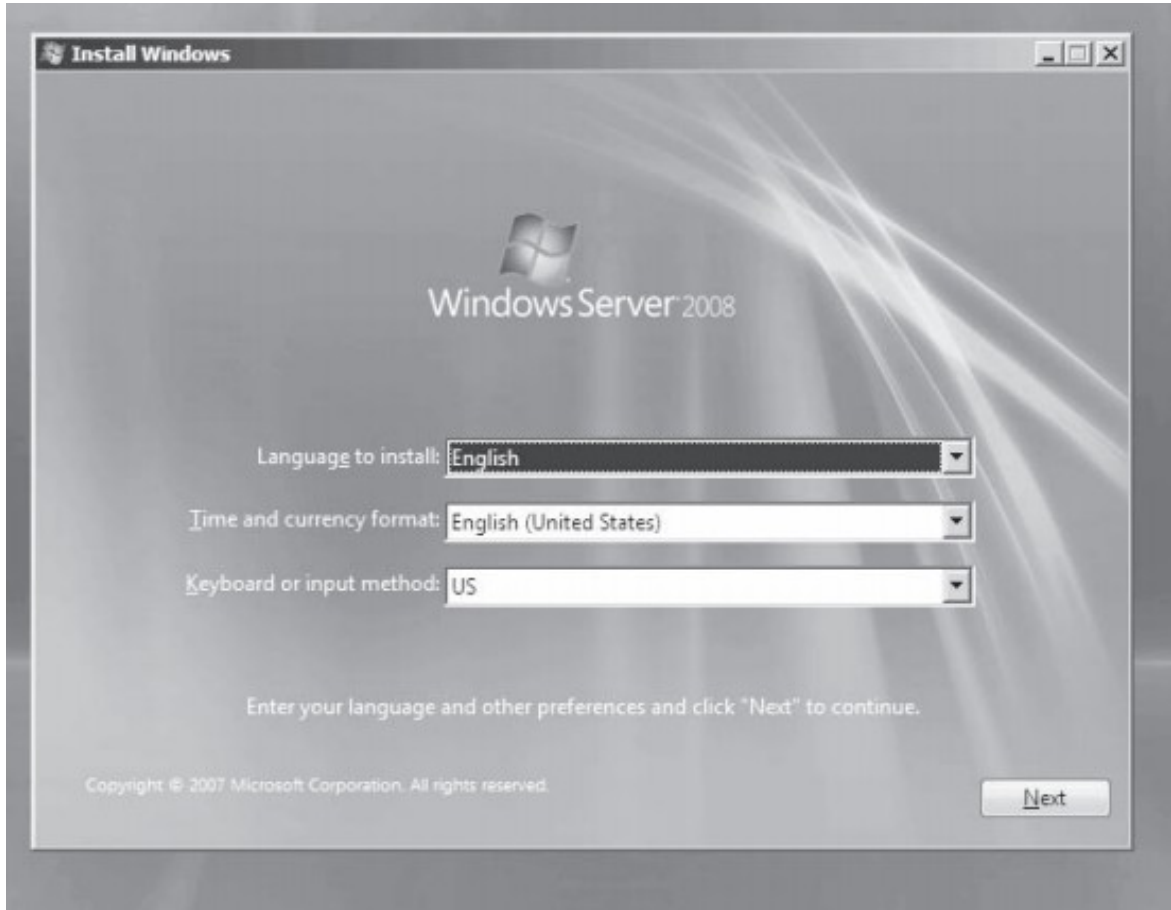 Install Windows
Windows Server 2008
Language to install: English
Time and currency format: English (United States)
Keyboard or input method: US
Enter your language and other preferences and click "Next" to continue.
Copyright © 2007 Microsoft Corporation. All rights reserved.
Next